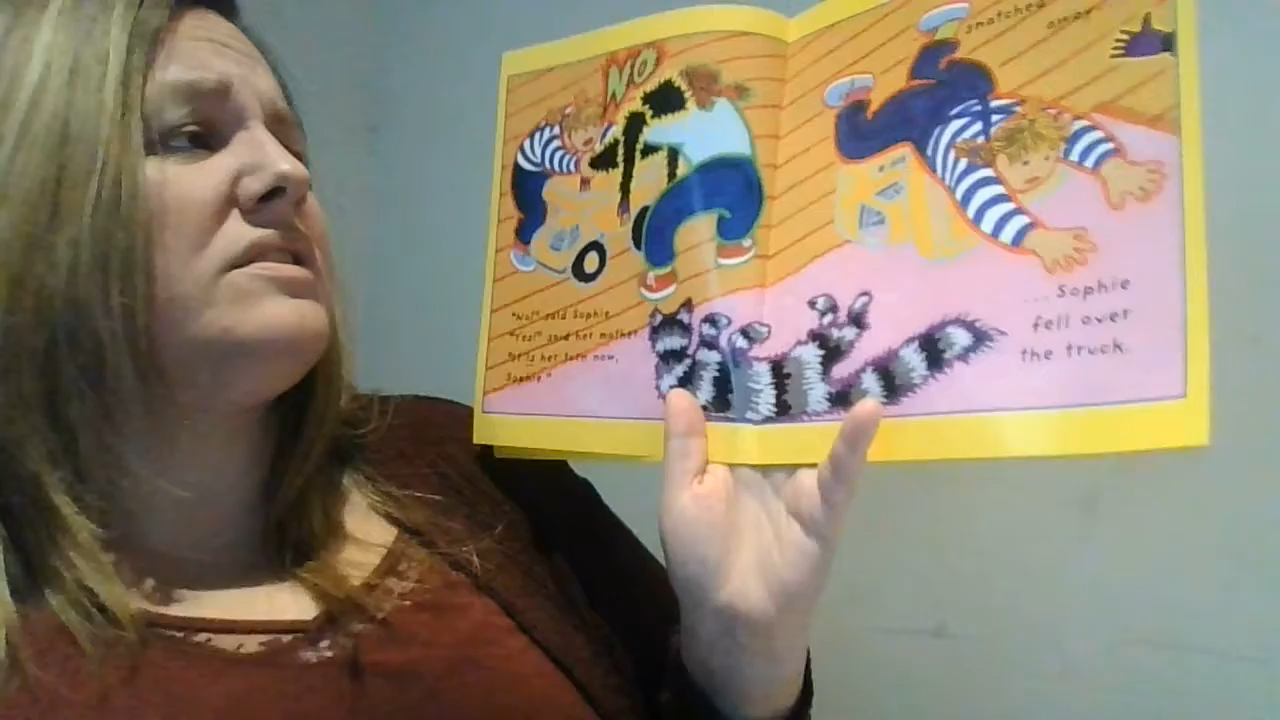 NO
"No!" said Sophie.
"Yes!" said her mother.
"It is her turn now,
Sophie."
snatched
away
...Sophie
fell over
the truck.